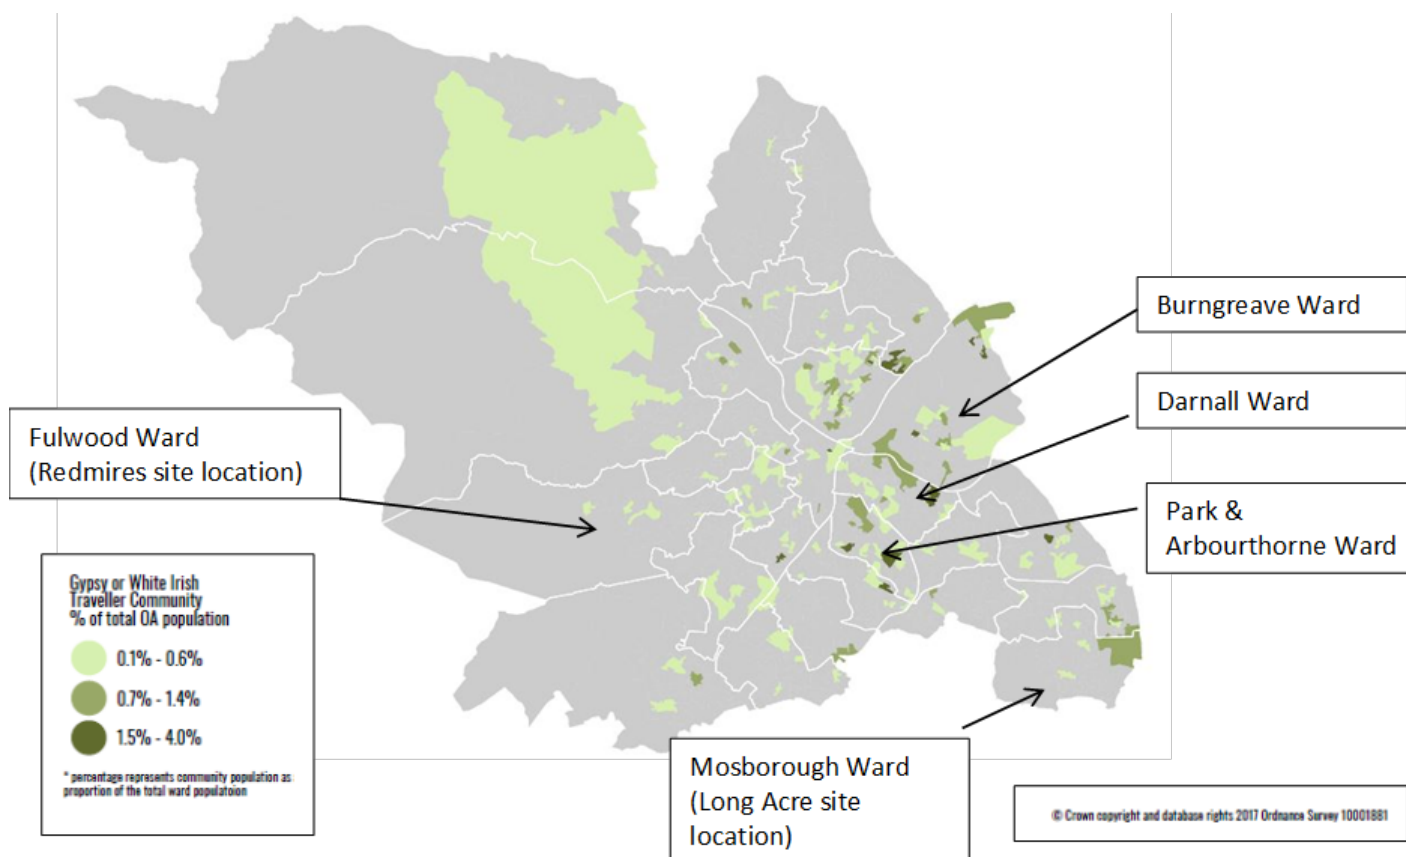 Burngreave Ward
Darnall Ward
Fulwood Ward
(Redmires site location)
Park &
Arbourthorne Ward
Gypsy or White Irish
Traveller Community
% of total OA population
0.1% - 0.6%
0.7% - 1.4%
1.5% - 4.0%
* percentage represents community population as
proportion of the total ward populatoion
Mosborough Ward
(Long Acre site
location)
© Crown copyright and database rights 2017 Ordnance Survey 10001881